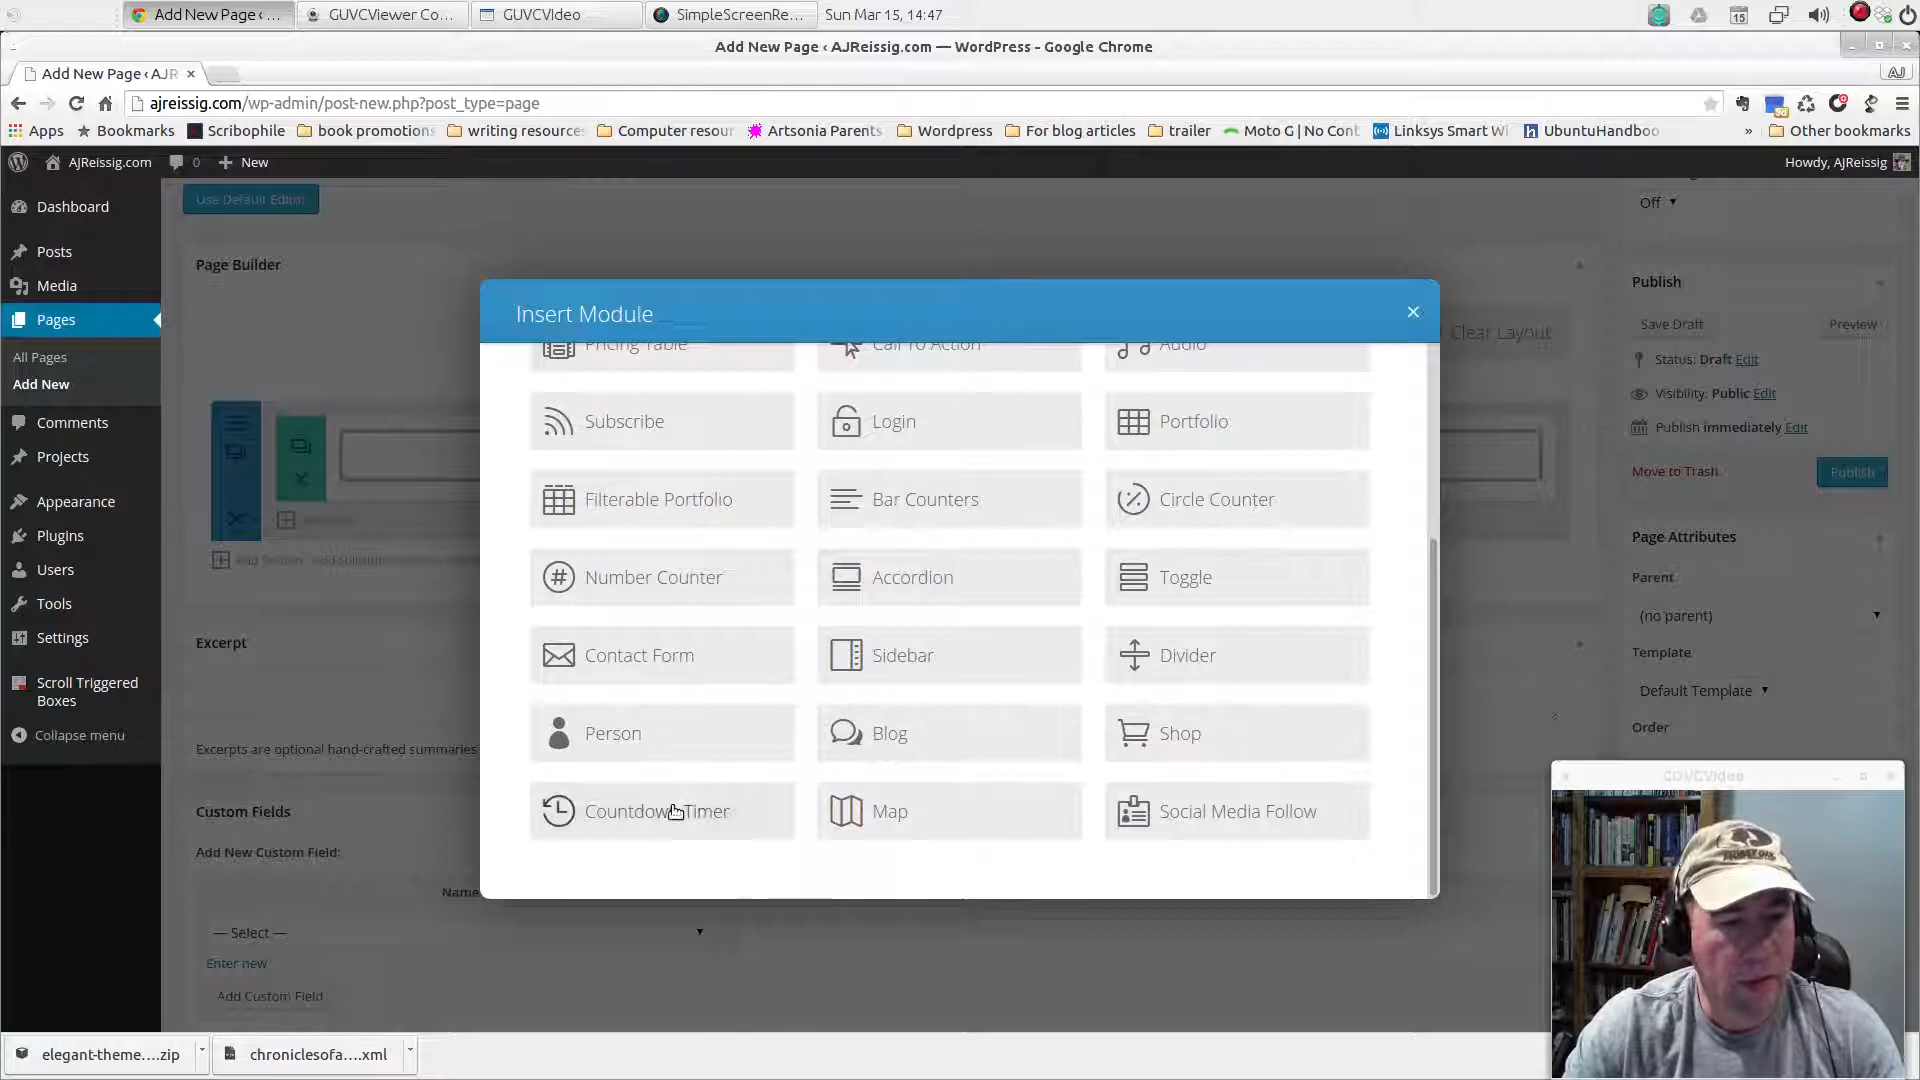 Add New Page ‹ ...
GUVCViewer Co...
GUVCVIdeo
SimpleScreenRe...
Sun Mar 15, 14:47
15
Add New Page ‹ AJReissig.com — WordPress - Google Chrome
Add New Page ‹ AJR
AJ
ajreissig.com/wp-admin/post-new.php?post_type=page
Apps
Bookmarks
Scribophile
book promotions
writing resources
Computer resour
Artsonia Parents
Wordpress
For blog articles
trailer
Moto G | No Cont
Linksys Smart Wi
UbuntuHandboo
»
Other bookmarks
AJReissig.com
0
New
Howdy, AJReissig
Dashboard
Posts
Media
Pages
All Pages
Add New
Comments
Projects
Appearance
Plugins
Users
Tools
Settings
Scroll Triggered
Boxes
Collapse menu
Use Default Editor
Page Builder
Clear Layout
Insert Module
Pricing Table
Call To Action
Audio
Subscribe
Login
Portfolio
Filterable Portfolio
Bar Counters
Circle Counter
Number Counter
Accordion
Toggle
Contact Form
Sidebar
Divider
Person
Blog
Shop
Countdown Timer
Map
Social Media Follow
Excerpt
Excerpts are optional hand-crafted summaries
Custom Fields
Add New Custom Field:
Name
— Select —
Enter new
Add Custom Field
Off
Publish
Save Draft
Preview
Status: Draft Edit
Visibility: Public Edit
Publish immediately Edit
Move to Trash
Publish
Page Attributes
Parent
(no parent)
Template
Default Template
Order
GUVCVideo
elegant-theme....zip
chroniclesofa....xml